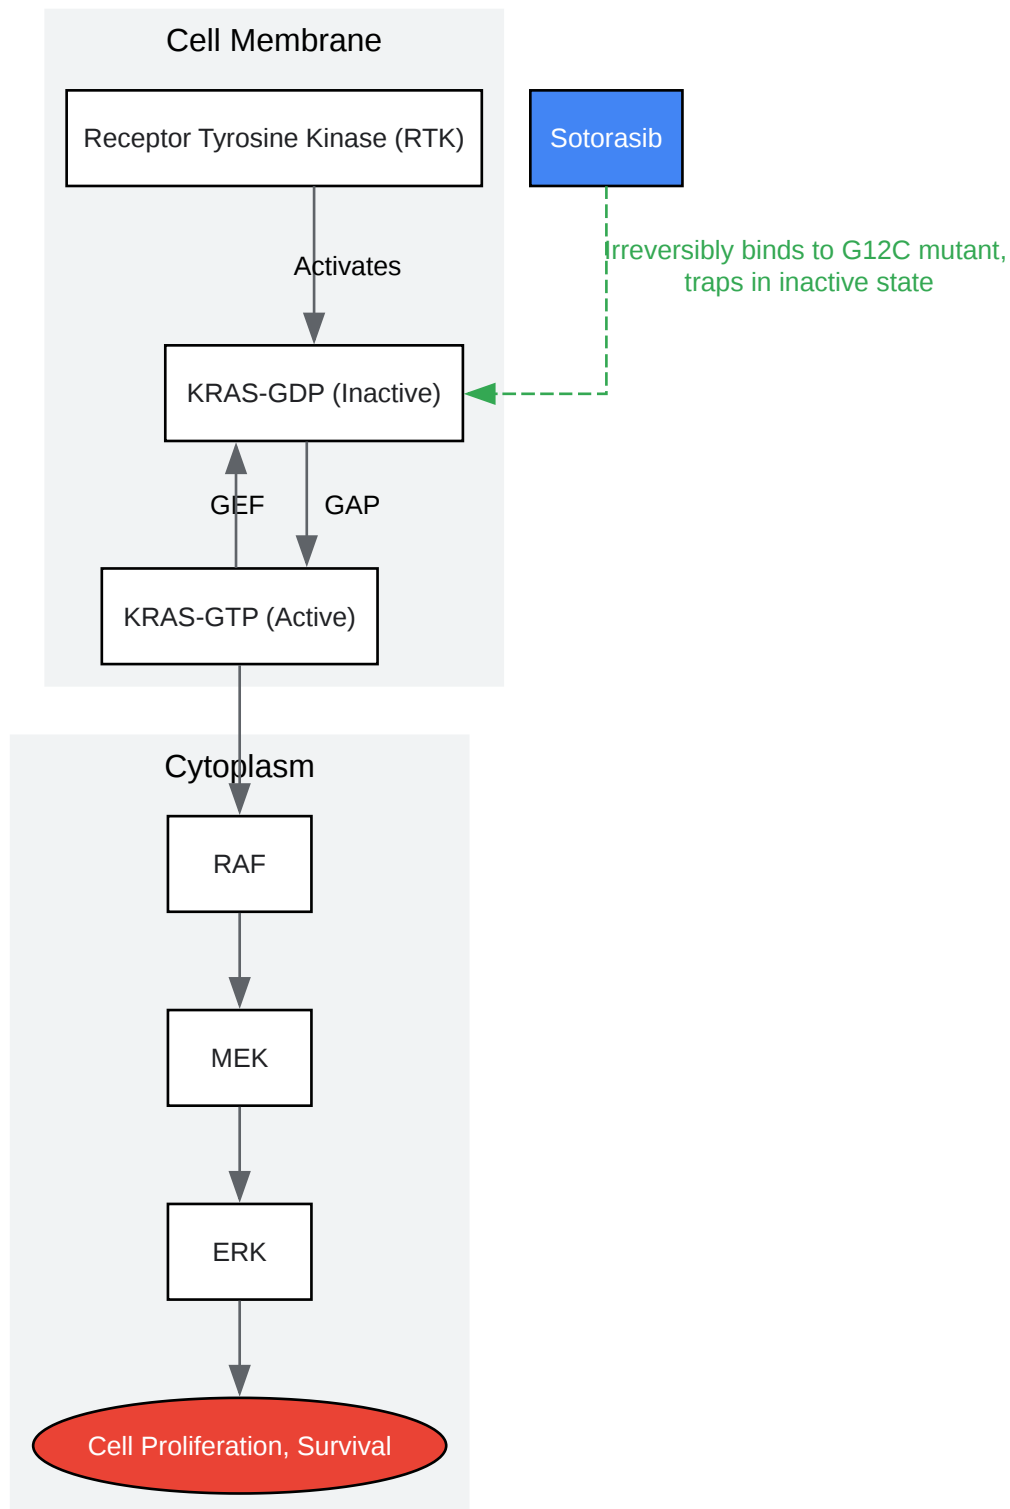 Cell Membrane
Receptor Tyrosine Kinase (RTK)
Sotorasib
Activates
Irreversibly binds to G12C mutant,
traps in inactive state
KRAS-GDP (Inactive)
GEF
GAP
KRAS-GTP (Active)
Cytoplasm
RAF
MEK
ERK
Cell Proliferation, Survival